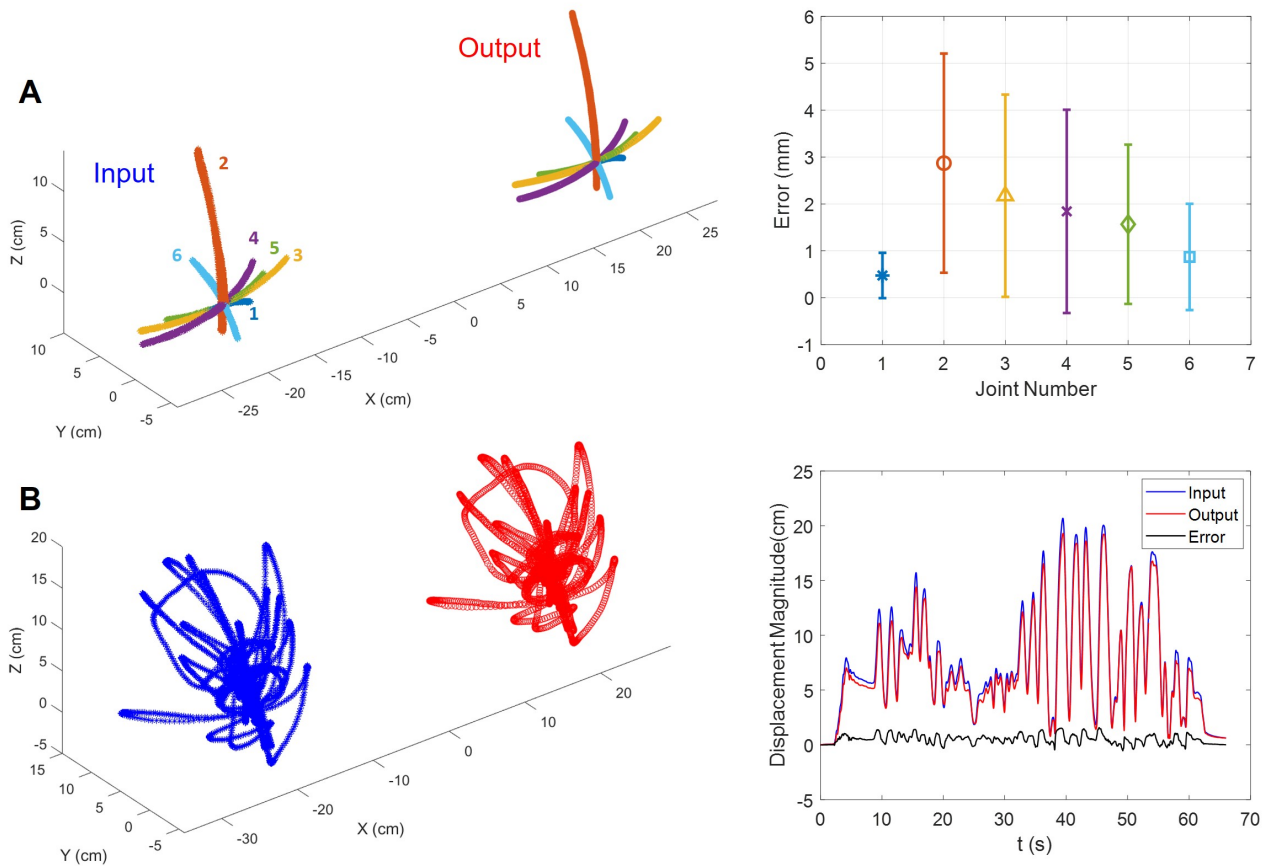 A
Input
Output
2
4
5
3
6
1
10
5
0
Z (cm)
10
5
0
-5
Y (cm)
-25
-20
-15
-10
-5
0
5
10
15
20
25
X (cm)
6
5
4
3
2
1
0
-1
Error (mm)
0 1 2 3 4 5 6 7
Joint Number
B
20
15
10
5
0
-5
Z (cm)
15
10
5
0
-5
Y (cm)
-30
-20
-10
0
10
20
X (cm)
25
20
15
10
5
0
-5
Displacement Magnitude(cm)
Input
Output
Error
0 10 20 30 40 50 60 70
t (s)